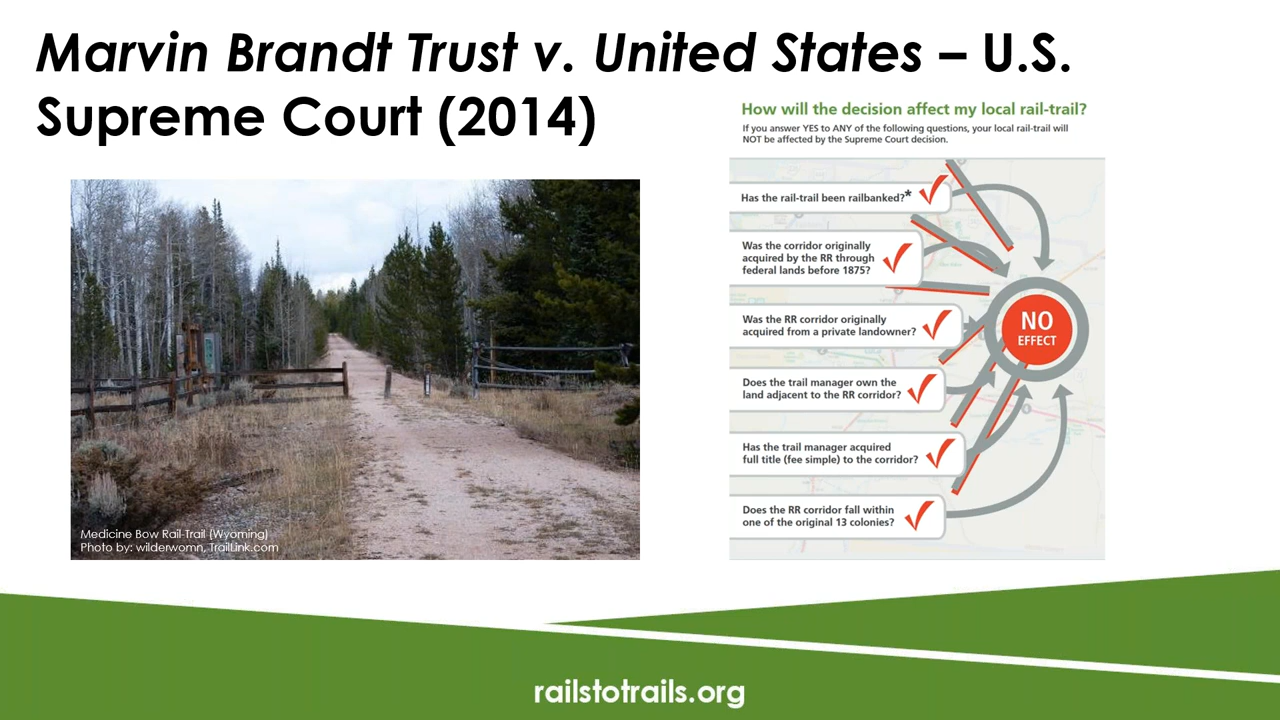 Marvin Brandt Trust v. United States – U.S.
Supreme Court (2014)
How will the decision affect my local rail-trail?
If you answer YES to ANY of the following questions, your local rail-trail will
NOT be affected by the Supreme Court decision.
Has the rail-trail been railbanked?*
Was the corridor originally
acquired by the RR through
federal lands before 1875?
Was the RR corridor originally
acquired from a private landowner?
Does the trail manager own the
land adjacent to the RR corridor?
Has the trail manager acquired
full title (fee simple) to the corridor?
Does the RR corridor fall within
one of the original 13 colonies?
NO
EFFECT
Medicine Bow Rail-Trail (Wyoming)
Photo by: wilderwomn, TrailLink.com
railstotrails.org